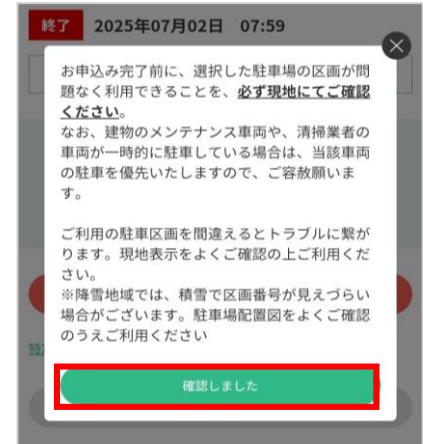 終了 2025年07月02日 07:59
お申込み完了前に、選択した駐車場の区画が問
題なく利用できることを、必ず現地にてご確認
ください。
なお、建物のメンテナンス車両や、清掃業者の
車両が一時的に駐車している場合は、当該車両
の駐車を優先いたしますので、ご容赦願いま
す。
ご利用の駐車区画を間違えるとトラブルに繋が
ります。現地表示をよくご確認の上ご利用くだ
さい。
※降雪地域では、積雪で区画番号が見えづらい
場合がございます。駐車場配置図をよくご確認
のうえご利用ください
確認しました